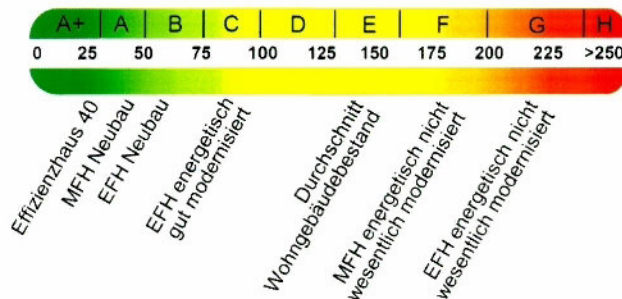 A+ A B C D E F G H
0 25 50 75 100 125 150 175 200 225 >250
Effizienzhaus 40
MFH Neubau
EFH Neubau
EFH energetisch
gut modernisiert
Durchschnitt
Wohngebäudebestand
MFH energetisch nicht
wesentlich modernisiert
EFH energetisch nicht
wesentlich modernisiert